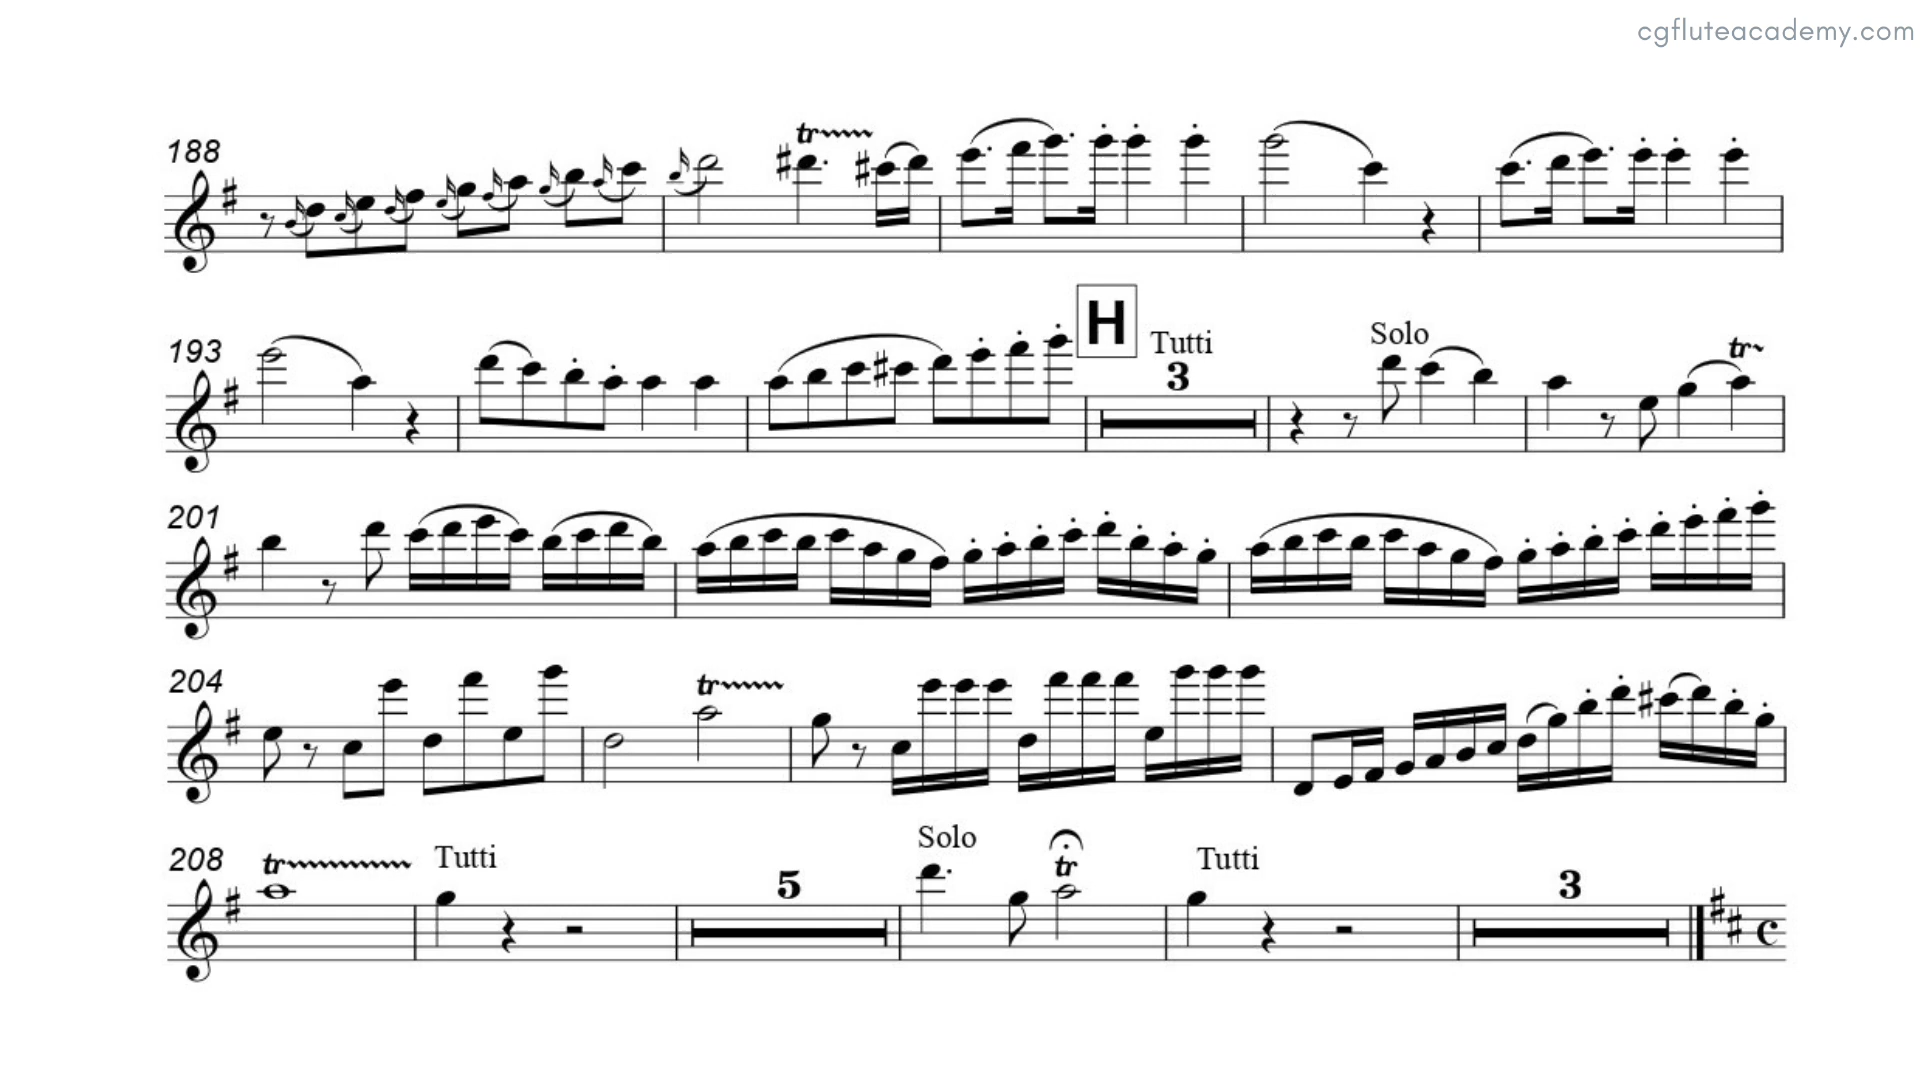 cgfluteacademy.com
188
tr
193
H
Tutti
3
Solo
tr
201
204
tr
208
tr
Tutti
5
Solo
tr
Tutti
3